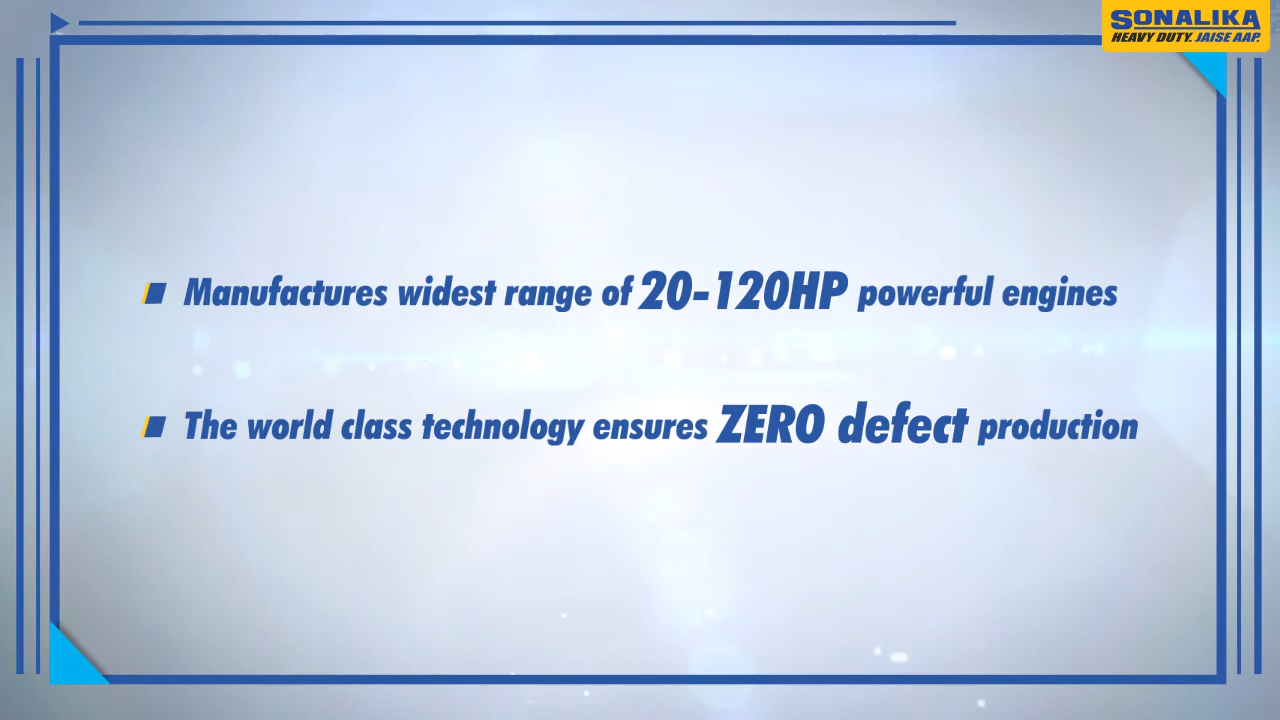 SONALIKA
HEAVY DUTY. JAISE AAP.
Manufactures widest range of 20-120HP powerful engines
The world class technology ensures ZERO defect production